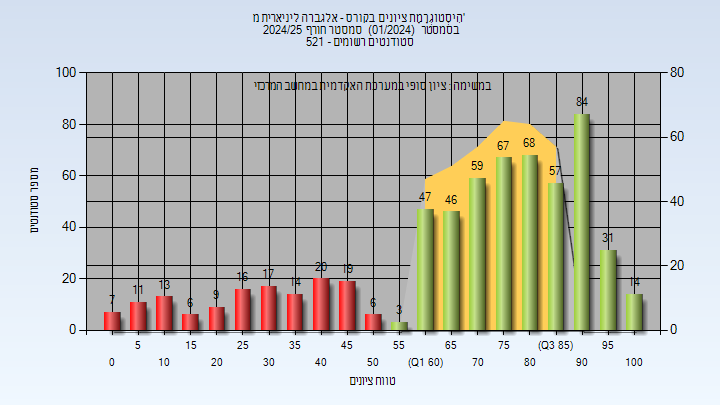 הִיסְטוֹגְרָמַת ציונים בקורס - אלגברה ליניארית מ'
בסמסטר (01/2024) סמסטר חורף 2024/25
סטודנטים רשומים - 521
במשימה: ציון סופי במערכת האקדמית במחשב המרכזי
100 80 60 40 20 0
80 60 40 20 0
מספר סטודנטים
7 11 13 6 9 16 17 14 20 19 6 3 47 46 59 67 68 57 84 31 14
5 15 25 35 45 55 65 75 (Q3 85) 95
0 10 20 30 40 50 (Q1 60) 70 80 90 100
טווח ציונים